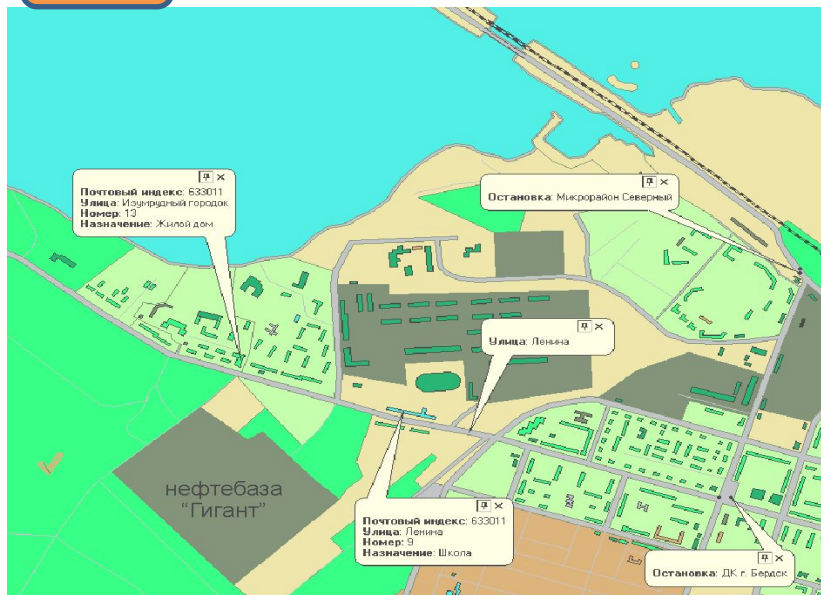 Почтовый индекс: 633011
Улица: Изумрудный городок
Номер: 13
Назначение: Жилой дом
Остановка: Микрорайон Северный
Улица: Ленина
нефтебаза
"Гигант"
Почтовый индекс: 633011
Улица: Ленина
Номер: 9
Назначение: Школа
Остановка: ДК г. Бердск